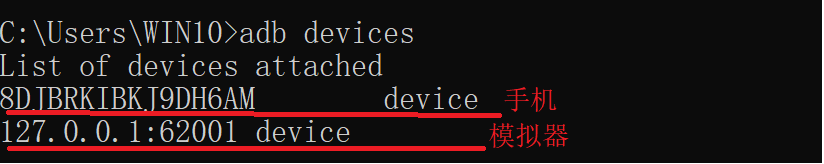 C:\Users\WIN10>adb devices
List of devices attached
8DJBRKIBKJ9DH6AM device 手机
127.0.0.1:62001 device 模拟器